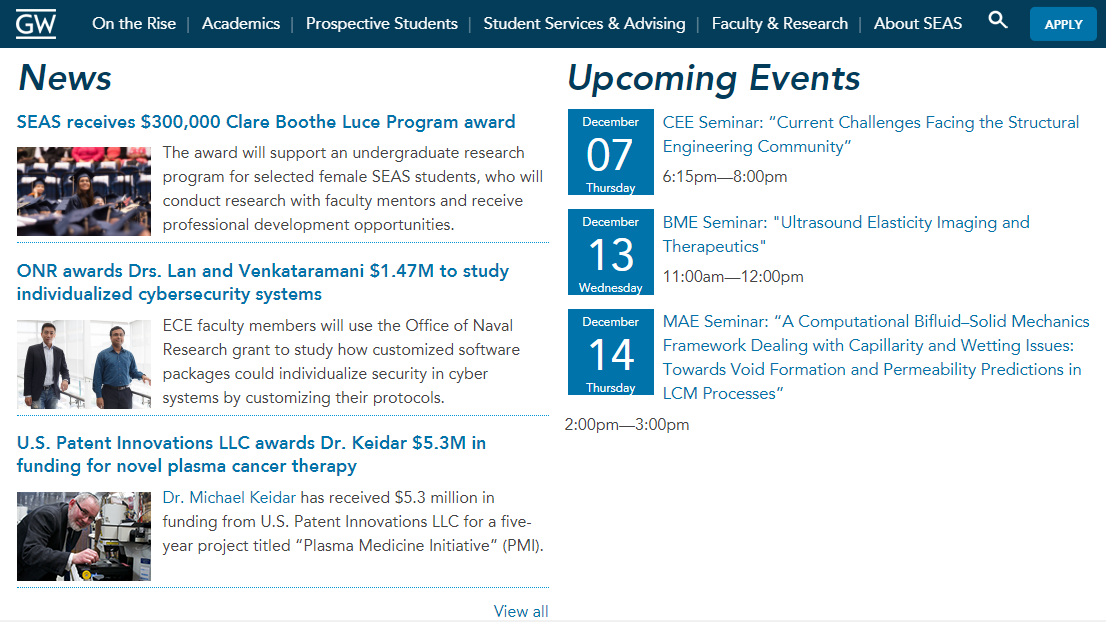 GW
On the Rise | Academics | Prospective Students | Student Services & Advising | Faculty & Research | About SEAS
APPLY
News
SEAS receives $300,000 Clare Boothe Luce Program award
The award will support an undergraduate research
program for selected female SEAS students, who will
conduct research with faculty mentors and receive
professional development opportunities.
ONR awards Drs. Lan and Venkataramani $1.47M to study
individualized cybersecurity systems
ECE faculty members will use the Office of Naval
Research grant to study how customized software
packages could individualize security in cyber
systems by customizing their protocols.
U.S. Patent Innovations LLC awards Dr. Keidar $5.3M in
funding for novel plasma cancer therapy
Dr. Michael Keidar has received $5.3 million in
funding from U.S. Patent Innovations LLC for a five-
year project titled “Plasma Medicine Initiative” (PMI).
View all
Upcoming Events
December
07
Thursday
CEE Seminar: “Current Challenges Facing the Structural
Engineering Community”
6:15pm—8:00pm
December
13
Wednesday
BME Seminar: "Ultrasound Elasticity Imaging and
Therapeutics"
11:00am—12:00pm
December
14
Thursday
MAE Seminar: “A Computational Bifluid–Solid Mechanics
Framework Dealing with Capillarity and Wetting Issues:
Towards Void Formation and Permeability Predictions in
LCM Processes”
2:00pm—3:00pm